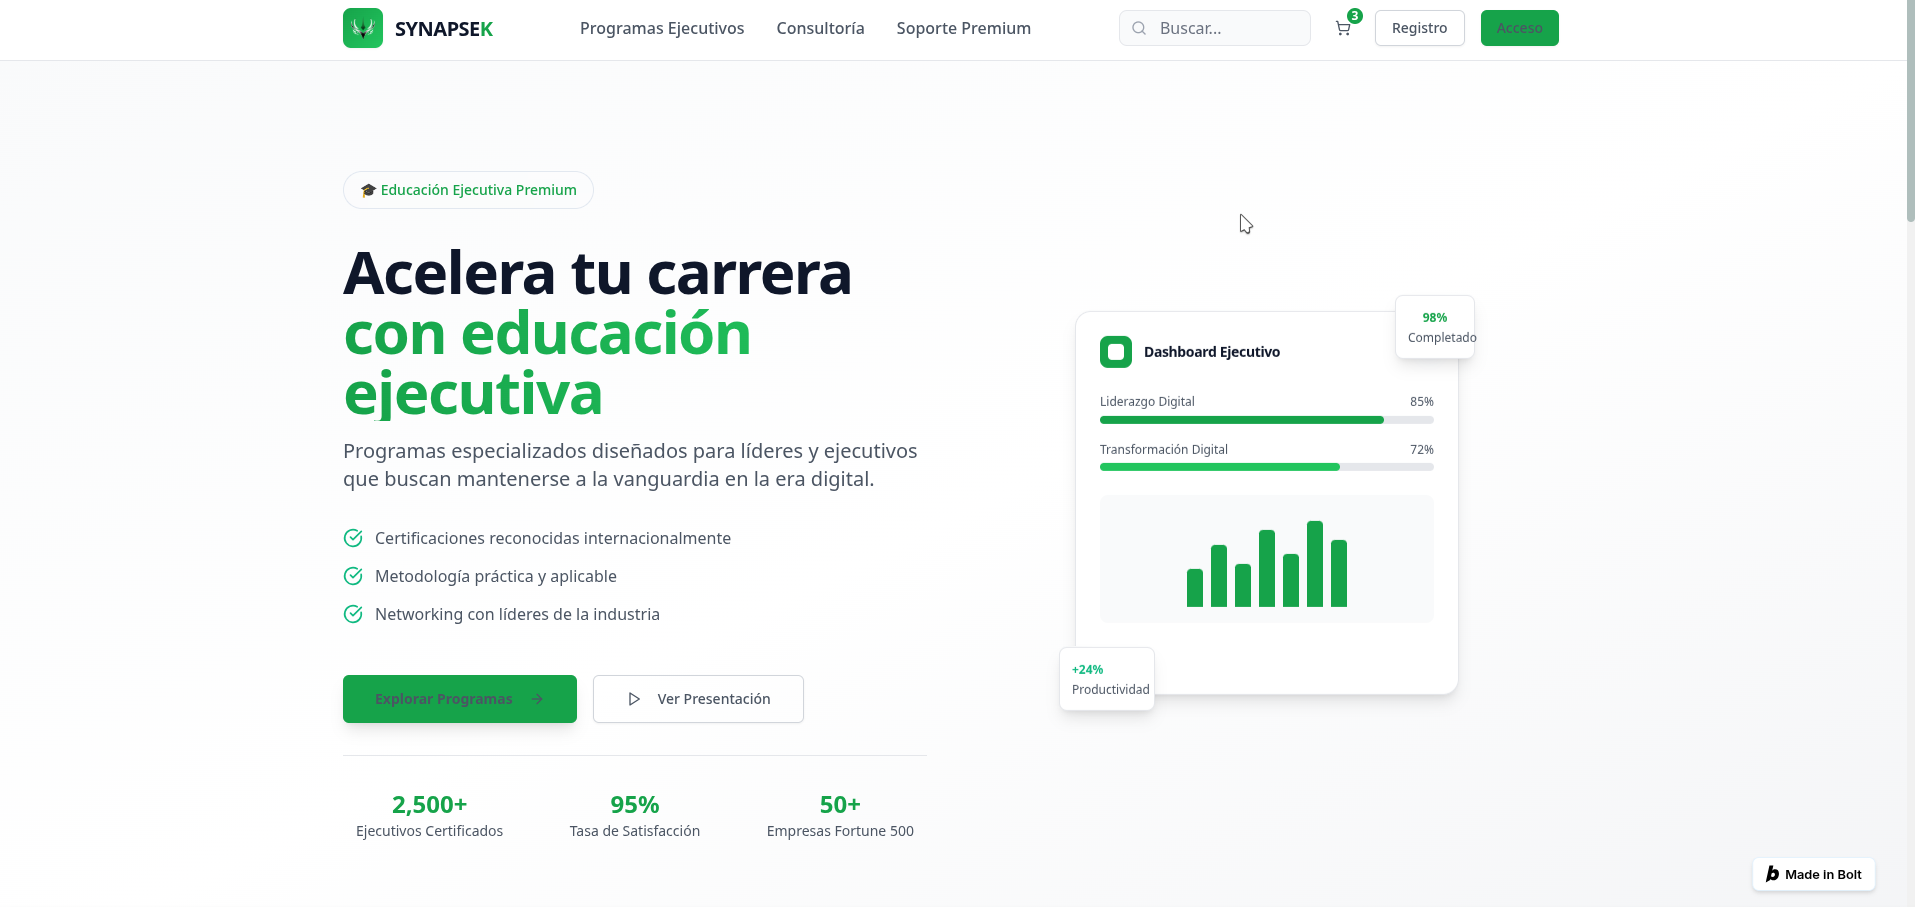 SYNAPSEK
Programas Ejecutivos
Consultoría
Soporte Premium
Buscar...
3
Registro
Acceso
🎓 Educación Ejecutiva Premium
Acelera tu carrera
con educación
ejecutiva
Programas especializados diseñados para líderes y ejecutivos
que buscan mantenerse a la vanguardia en la era digital.
Certificaciones reconocidas internacionalmente
Metodología práctica y aplicable
Networking con líderes de la industria
Explorar Programas
Ver Presentación
2,500+
Ejecutivos Certificados
95%
Tasa de Satisfacción
50+
Empresas Fortune 500
98%
Completado
Dashboard Ejecutivo
Liderazgo Digital 85%
Transformación Digital 72%
+24%
Productividad
Made in Bolt